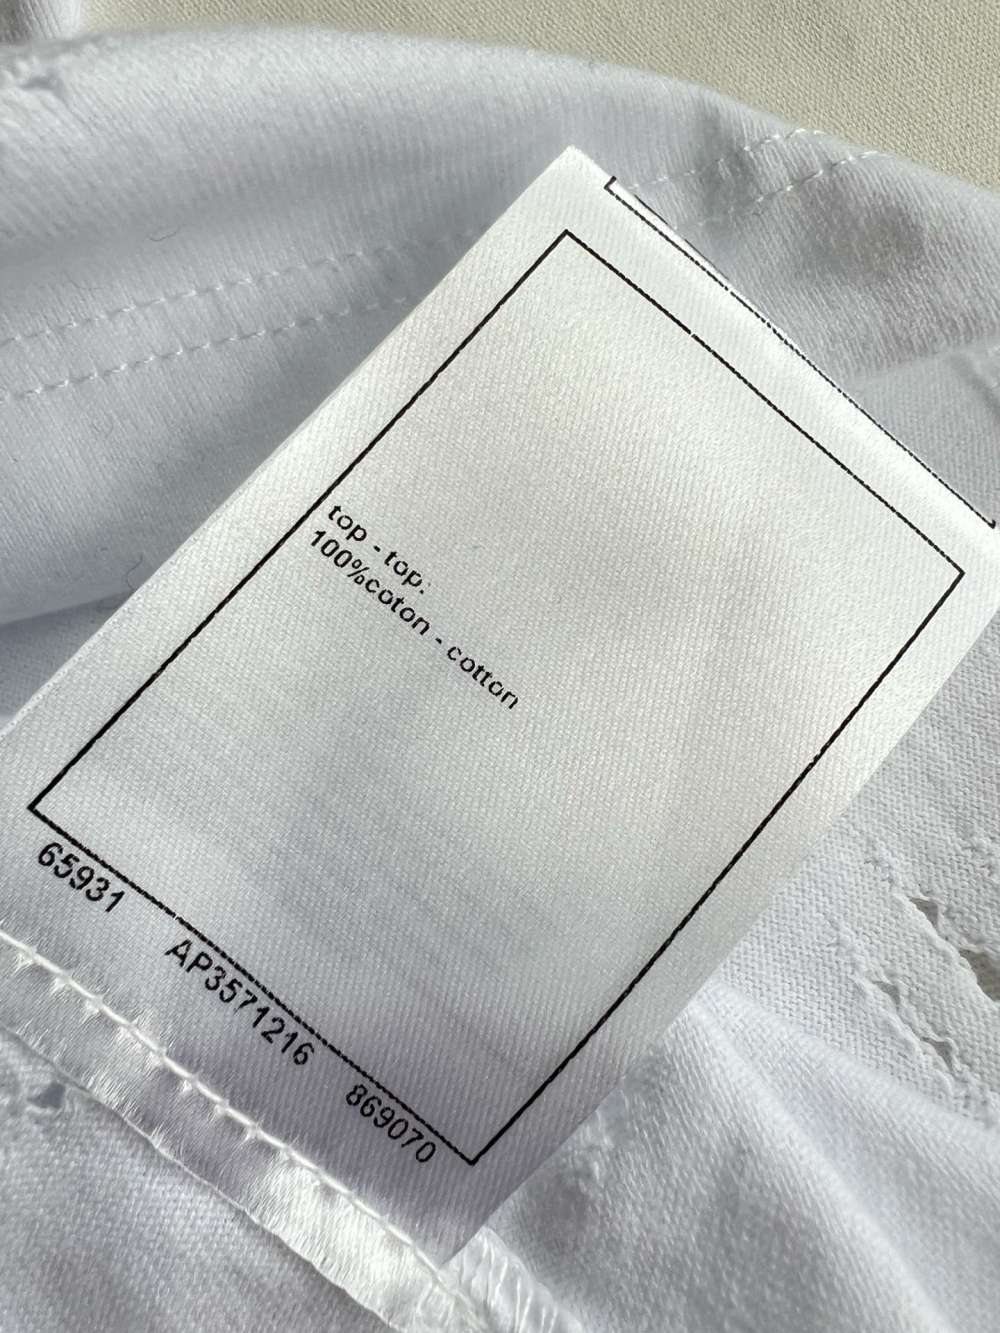 top - top:
100%coton - cotton
65931 AP3571216 869070